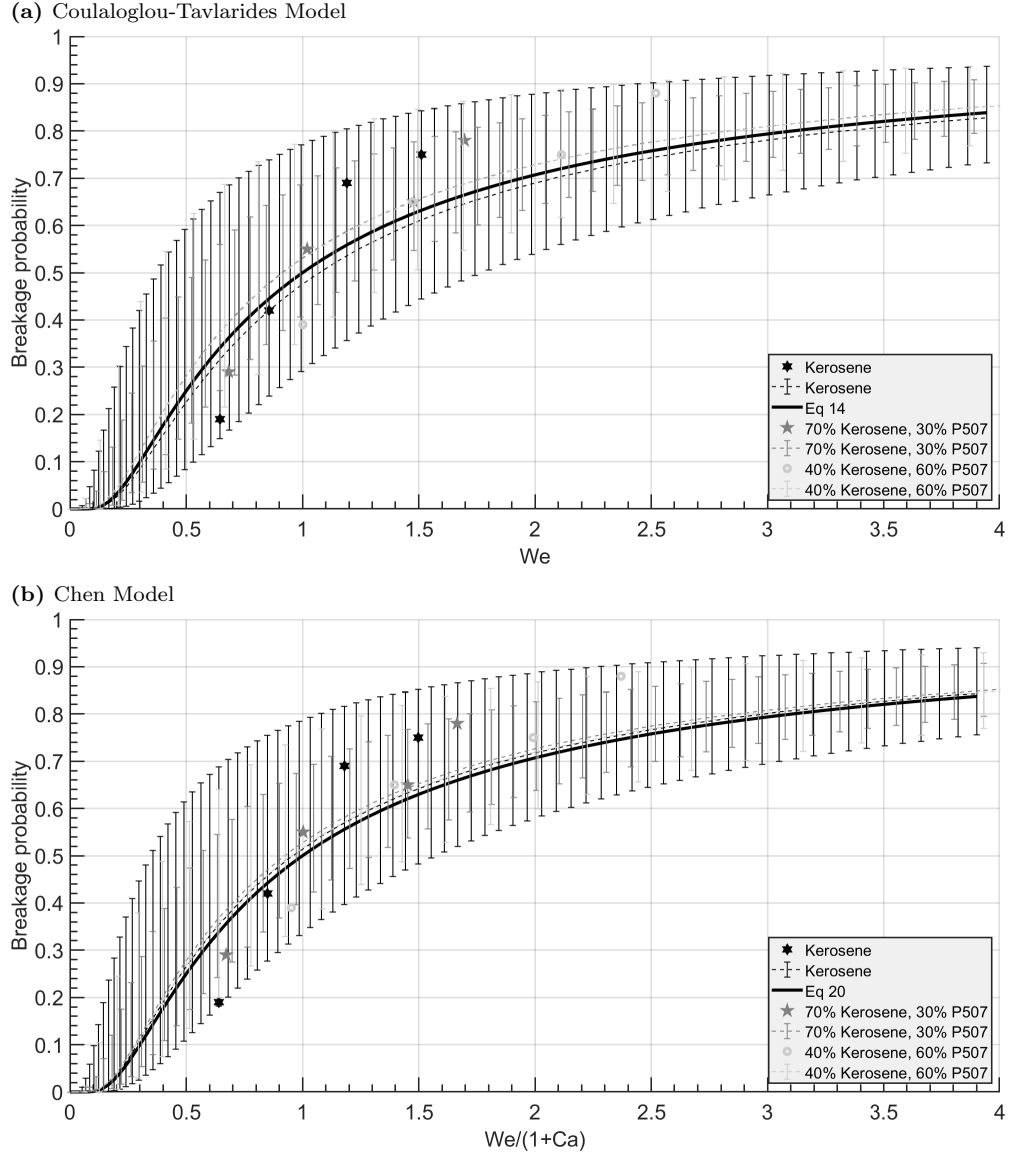 (a) Coulaloglou-Tavlarides Model
1
0.9
0.8
0.7
0.6
0.5
0.4
0.3
0.2
0.1
0
Breakage probability
Kerosene
Kerosene
Eq 14
70% Kerosene, 30% P507
70% Kerosene, 30% P507
40% Kerosene, 60% P507
40% Kerosene, 60% P507
0 0.5 1 1.5 2 2.5 3 3.5 4
We
(b) Chen Model
1
0.9
0.8
0.7
0.6
0.5
0.4
0.3
0.2
0.1
0
Breakage probability
Kerosene
Kerosene
Eq 20
70% Kerosene, 30% P507
70% Kerosene, 30% P507
40% Kerosene, 60% P507
40% Kerosene, 60% P507
0 0.5 1 1.5 2 2.5 3 3.5 4
We/(1+Ca)